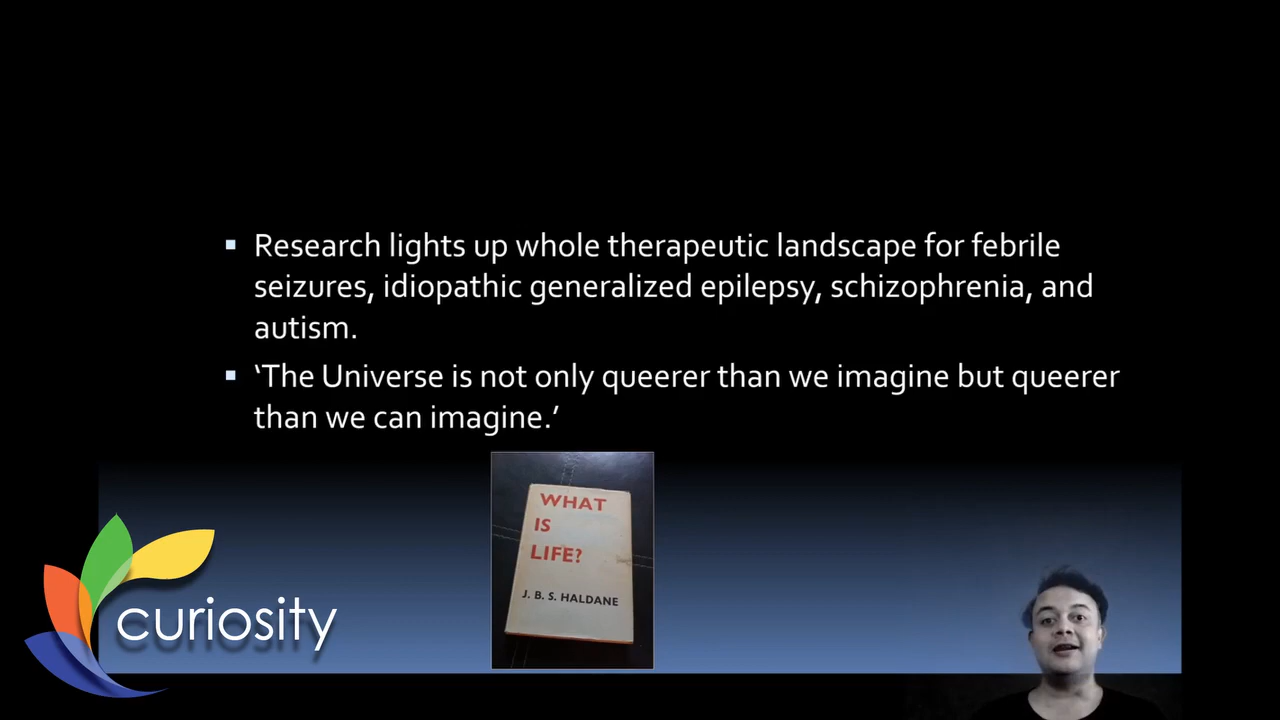 ▪ Research lights up whole therapeutic landscape for febrile
seizures, idiopathic generalized epilepsy, schizophrenia, and
autism.
▪ ‘The Universe is not only queerer than we imagine but queerer
than we can imagine.’
WHAT
IS
LIFE?
J. B. S. HALDANE
curiosity